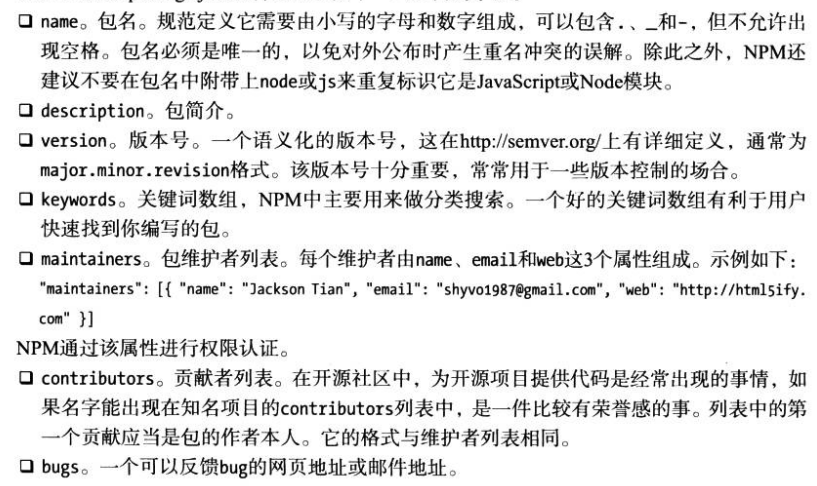 ❑ name。包名。规范定义它需要由小写的字母和数字组成，可以包含.、_和-，但不允许出
现空格。包名必须是唯一的，以免对外公布时产生重名冲突的误解。除此之外，NPM还
建议不要在包名中附带上node或js来重复标识它是JavaScript或Node模块。
❑ description。包简介。
❑ version。版本号。一个语义化的版本号，这在http://semver.org/上有详细定义，通常为
major.minor.revision格式。该版本号十分重要，常常用于一些版本控制的场合。
❑ keywords。关键词数组，NPM中主要用来做分类搜索。一个好的关键词数组有利于用户
快速找到你编写的包。
❑ maintainers。包维护者列表。每个维护者由name、email和web这3个属性组成。示例如下：
"maintainers": [{ "name": "Jackson Tian", "email": "shyvo1987@gmail.com", "web": "http://html5ify.
com" }]
NPM通过该属性进行权限认证。
❑ contributors。贡献者列表。在开源社区中，为开源项目提供代码是经常出现的事情，如
果名字能出现在知名项目的contributors列表中，是一件比较有荣誉感的事。列表中的第
一个贡献应当是包的作者本人。它的格式与维护者列表相同。
❑ bugs。一个可以反馈bug的网页地址或邮件地址。